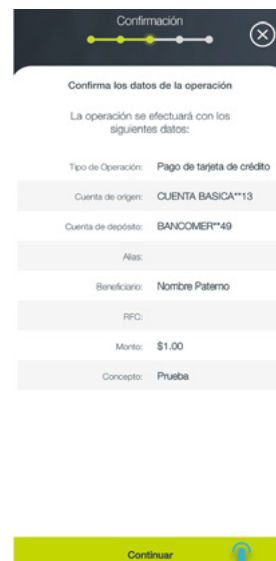 Confirmación
Confirma los datos de la operación
La operación se efectuará con los
siguientes datos:
Tipo de Operación: Pago de tarjeta de crédito
Cuenta de origen: CUENTA BASICA**13
Cuenta de depósito: BANCOMER**49
Alias:
Beneficiario: Nombre Paterno
RFC:
Monto: $1.00
Concepto: Prueba
Continuar